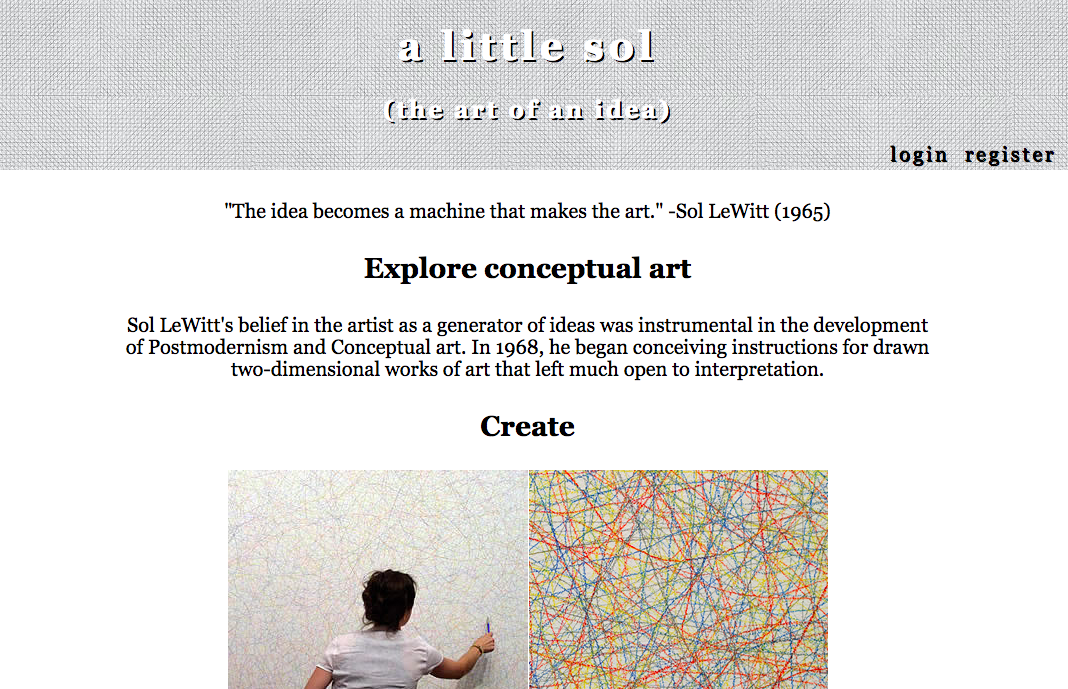 a little sol
(the art of an idea)
login register
"The idea becomes a machine that makes the art." -Sol LeWitt (1965)
Explore conceptual art
Sol LeWitt's belief in the artist as a generator of ideas was instrumental in the development
of Postmodernism and Conceptual art. In 1968, he began conceiving instructions for drawn
two-dimensional works of art that left much open to interpretation.
Create